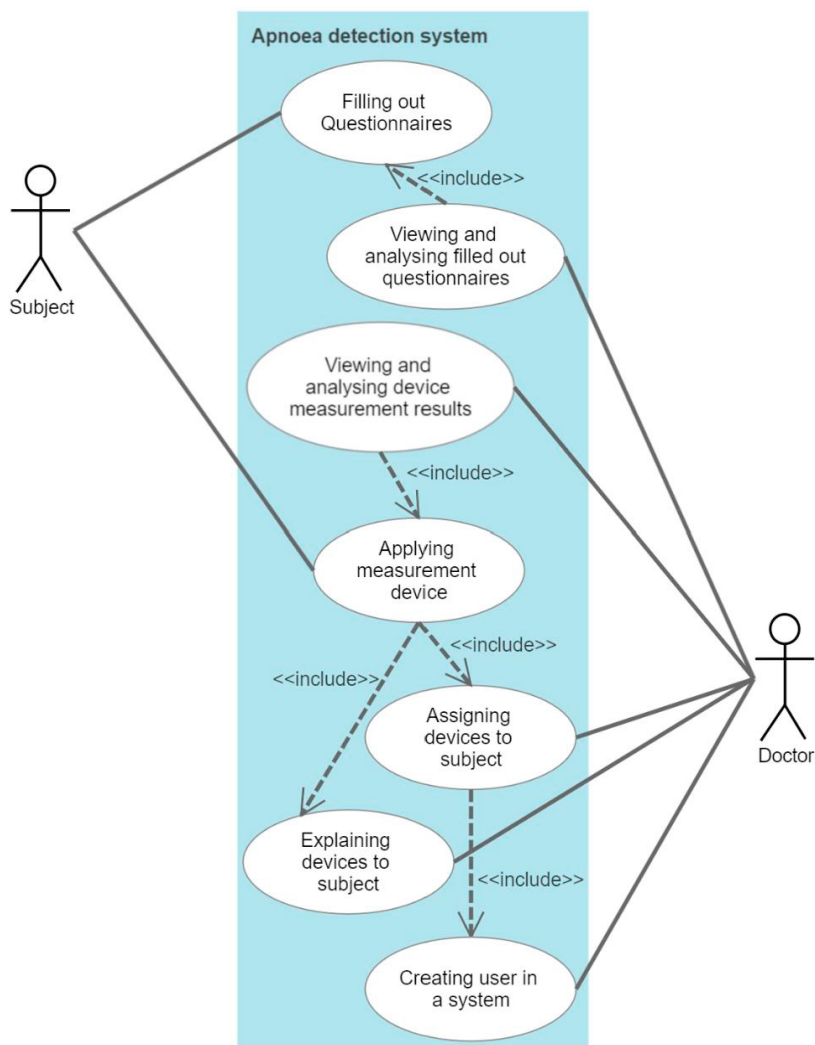 Apnoea detection system
Filling out
Questionnaires
<<include>>
Viewing and
analysing filled out
questionnaires
Subject
Viewing and
analysing device
measurement results
<<include>>
Applying
measurement
device
<<include>>
<<include>>
Assigning
devices to
subject
Doctor
Explaining
devices to
subject
<<include>>
Creating user in
a system